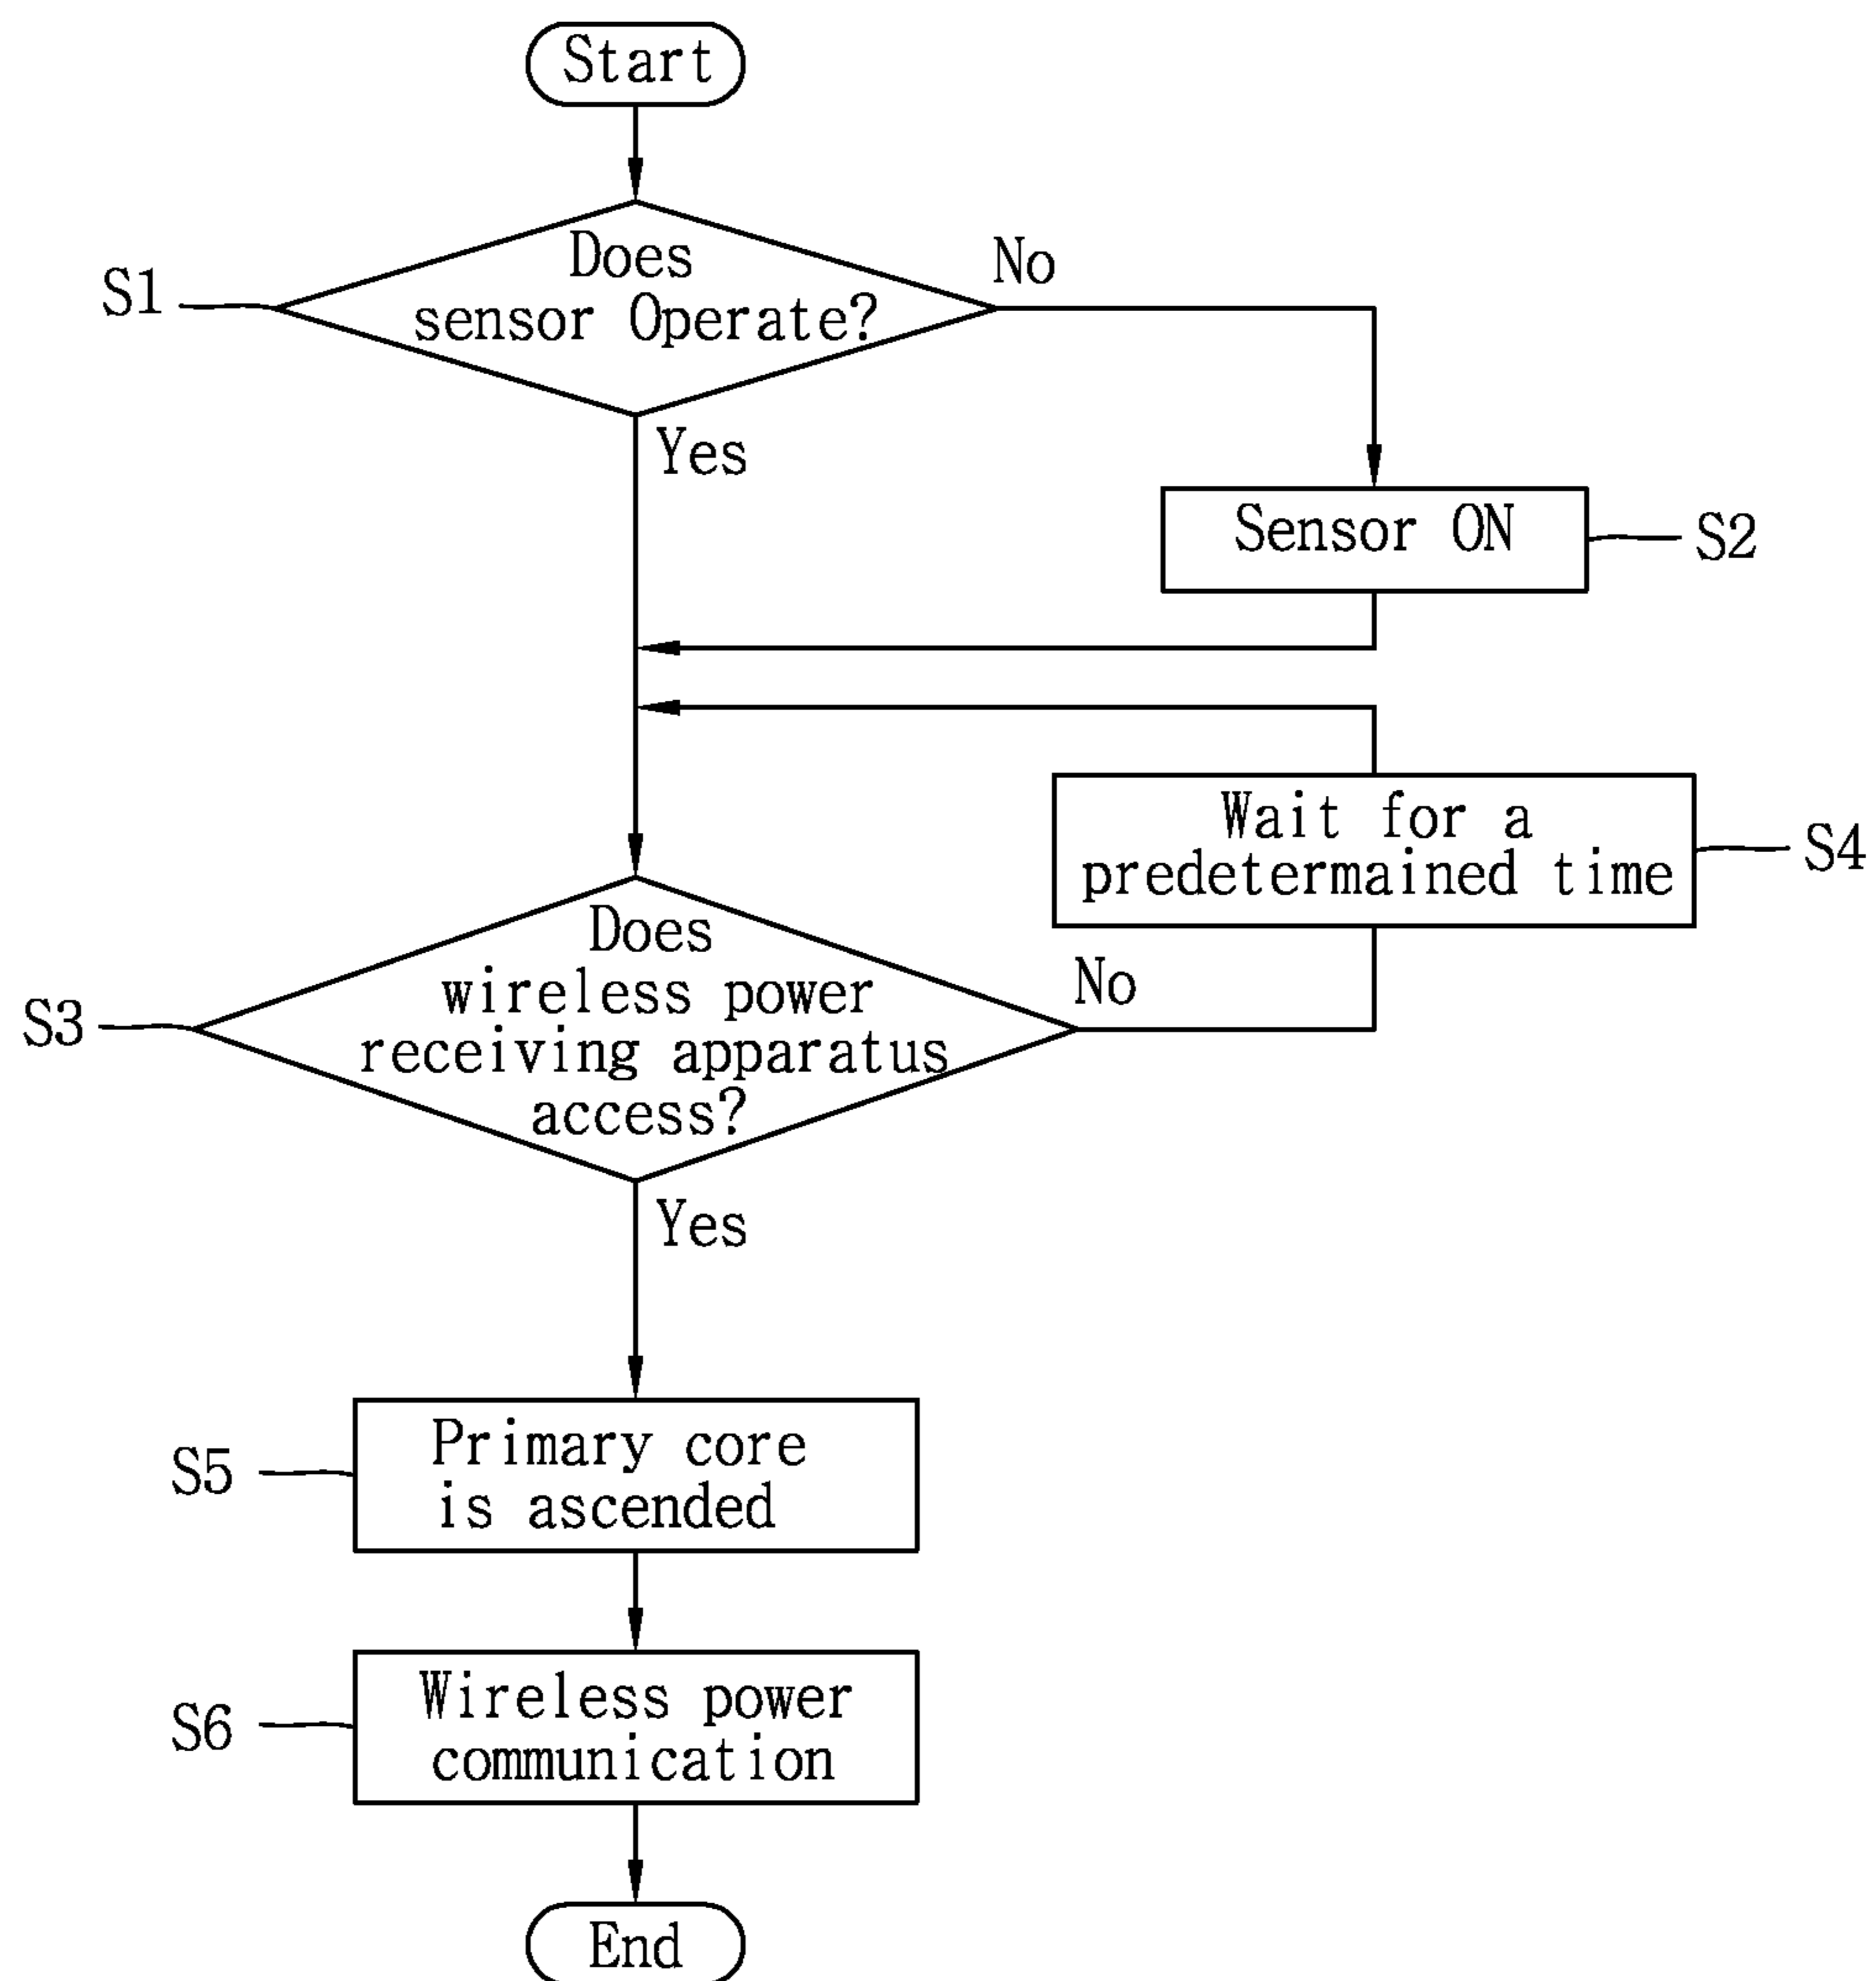 Start
S1
Does
sensor Operate?
No
Yes
Sensor ON
S2
Wait for a
predetermained time
S4
S3
Does
wireless power
receiving apparatus
access?
No
Yes
S5
Primary core
is ascended
S6
Wireless power
communication
End